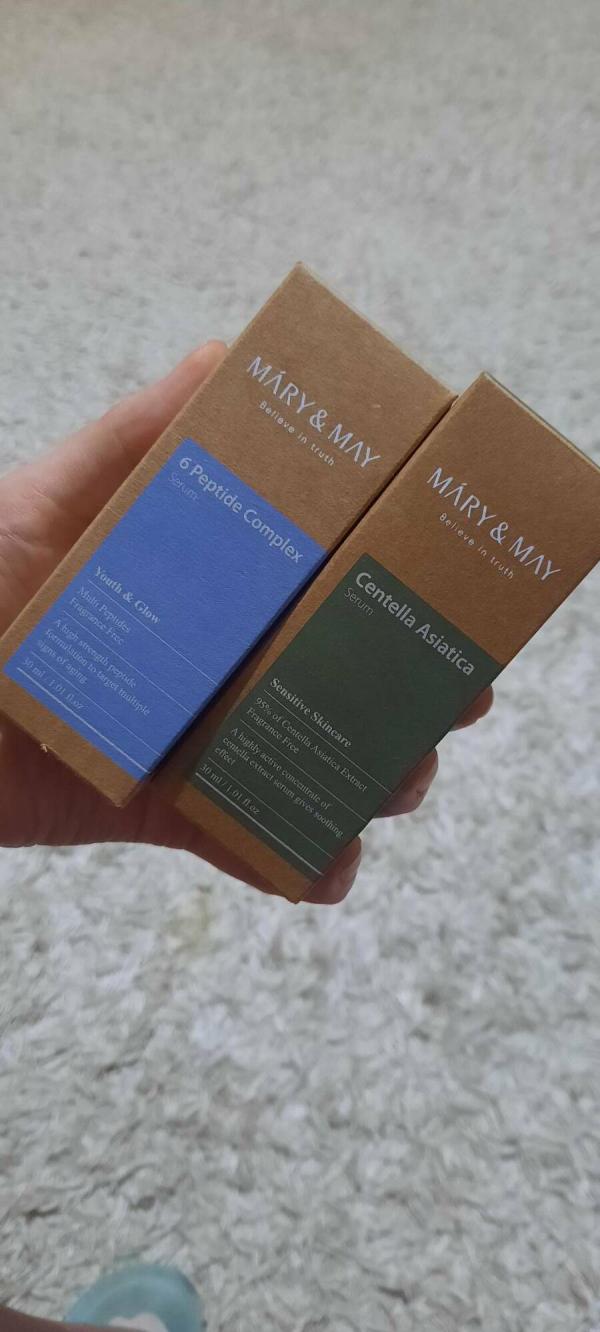 MÁRY & MAY
Believe in truth
6 Peptide Complex
Serum
Youth & Glow
Multi Peptides
Fragrance Free
A high strength peptide
formulation to target multiple
signs of aging
30 ml . 1.01 fl.oz
MÁRY & MAY
Believe in truth
Centella Asiatica
Serum
Sensitive Skincare
95% of Centella Asiatica Extract
Fragrance Free
A highly active concentrate of
centella extract serum gives soothing
effect
30 ml / 1.01 fl.oz